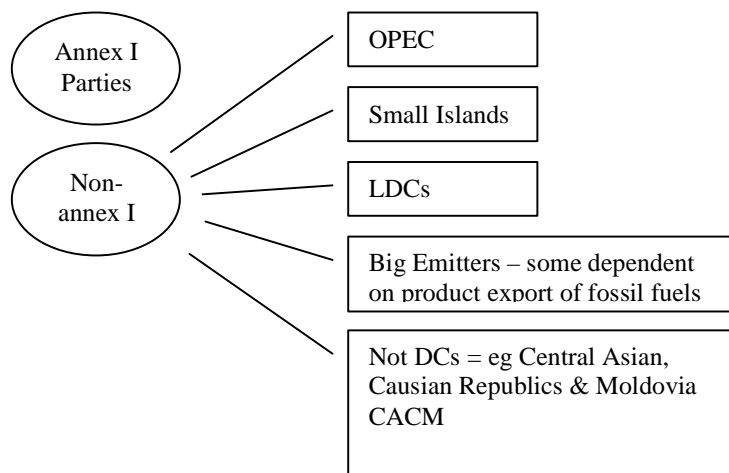 Annex I
Parties
Non-
annex I
OPEC
Small Islands
LDCs
Big Emitters – some dependent
on product export of fossil fuels
Not DCs = eg Central Asian,
Causian Republics & Moldovia
CACM